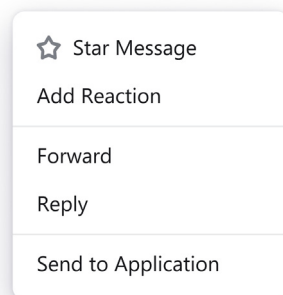 Star Message
Add Reaction
Forward
Reply
Send to Application